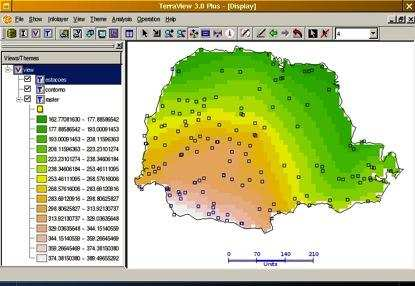 TerraView 3.0 Plus - [Display]
File Show Infolayer View Theme Analysis Operation Help
4
Views/Themes
view
estacoes
contorno
raster
162.77081630 ~ 177.88586542
177.88586542 ~ 193.00091453
193.00091453 ~ 208.11596363
208.11596363 ~ 223.23101274
223.23101274 ~ 238.34606184
238.34606184 ~ 253.46111095
253.46111095 ~ 268.57616006
268.57616006 ~ 283.69120916
283.69120916 ~ 298.80625827
298.80625827 ~ 313.92130737
313.92130737 ~ 329.03635648
329.03635648 ~ 344.15140559
344.15140559 ~ 359.26645469
359.26645469 ~ 374.38150380
374.38150380 ~ 389.49655292
0 70 140 210
Units